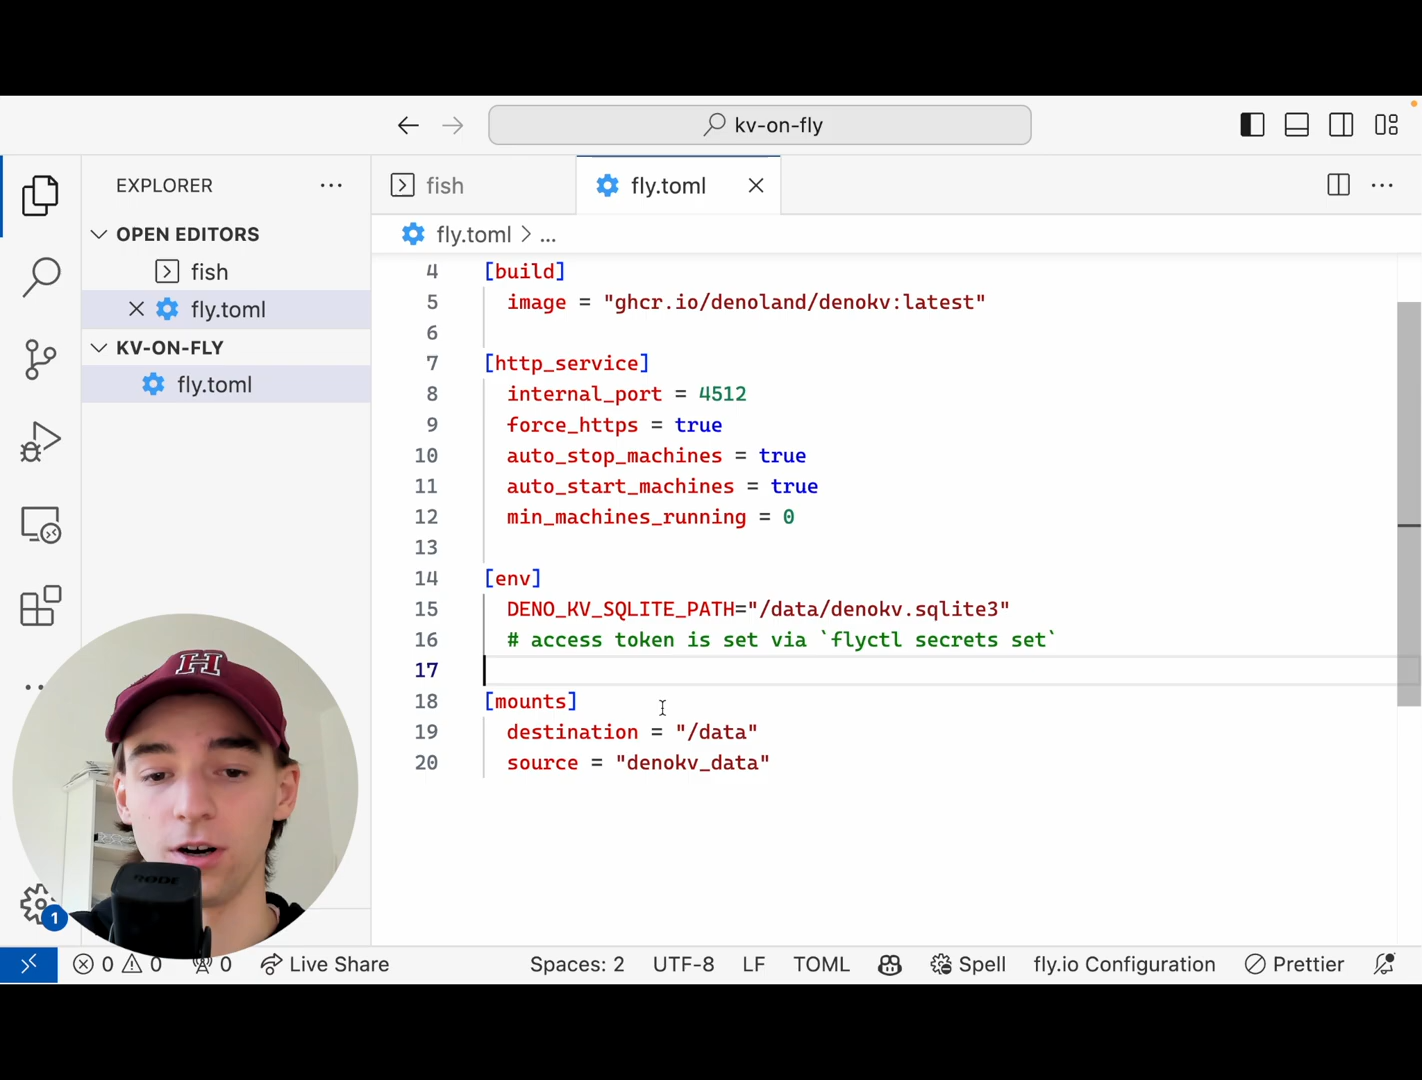 kv-on-fly
EXPLORER
fish
fly.toml
OPEN EDITORS
fly.toml > ...
fish
fly.toml
KV-ON-FLY
fly.toml
4 [build]
5 image = "ghcr.io/denoland/denokv:latest"
6
7 [http_service]
8 internal_port = 4512
9 force_https = true
10 auto_stop_machines = true
11 auto_start_machines = true
12 min_machines_running = 0
13
14 [env]
15 DENO_KV_SQLITE_PATH="/data/denokv.sqlite3"
16 # access token is set via `flyctl secrets set`
17
18 [mounts]
19 destination = "/data"
20 source = "denokv_data"
H
RØDE
1
0 0 0 Live Share Spaces: 2 UTF-8 LF TOML Spell fly.io Configuration Prettier